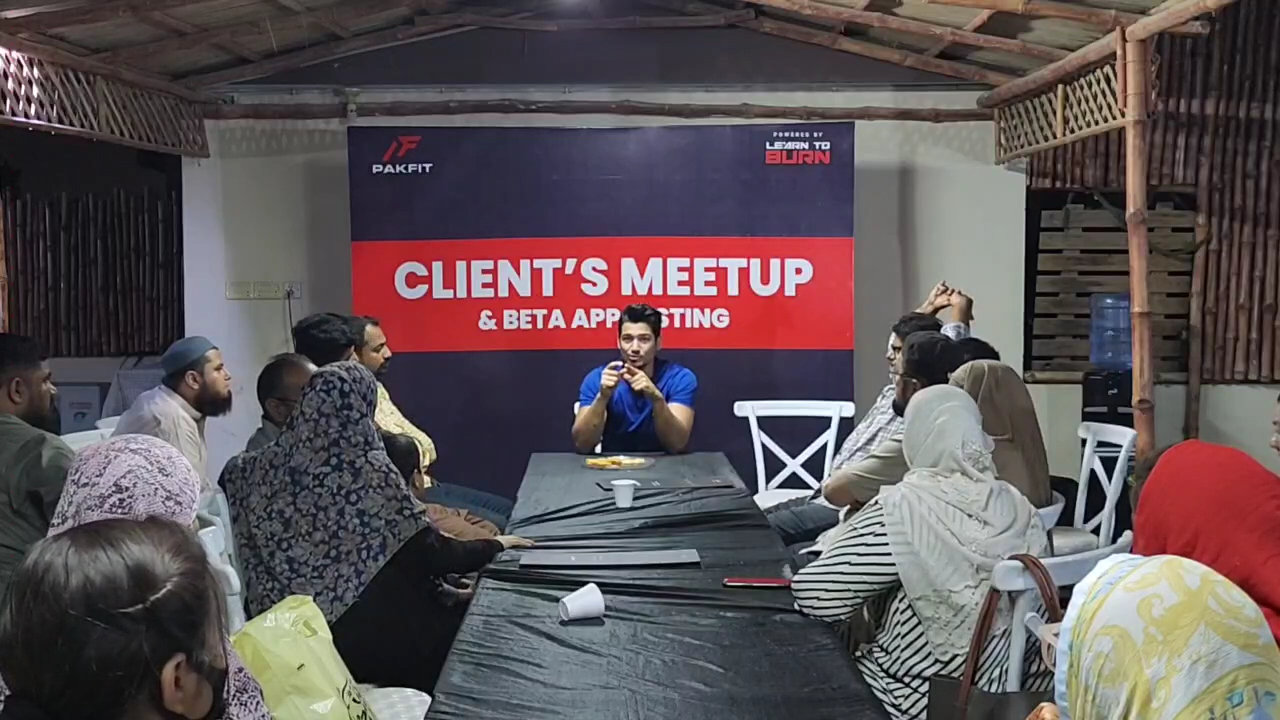 PAKFIT
POWERED BY
LEARN TO
BURN
CLIENT'S MEETUP
& BETA APP STING